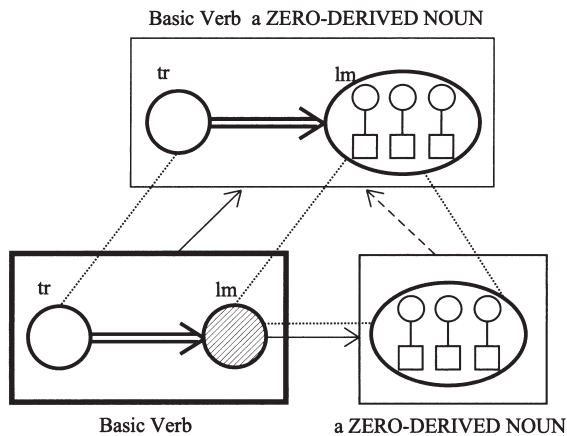 Basic Verb a ZERO-DERIVED NOUN
tr
lm
tr
lm
Basic Verb
a ZERO-DERIVED NOUN